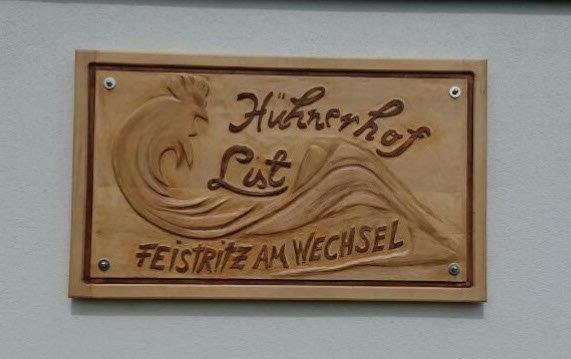 Hühnerhof
List
FEISTRITZ AM WECHSEL